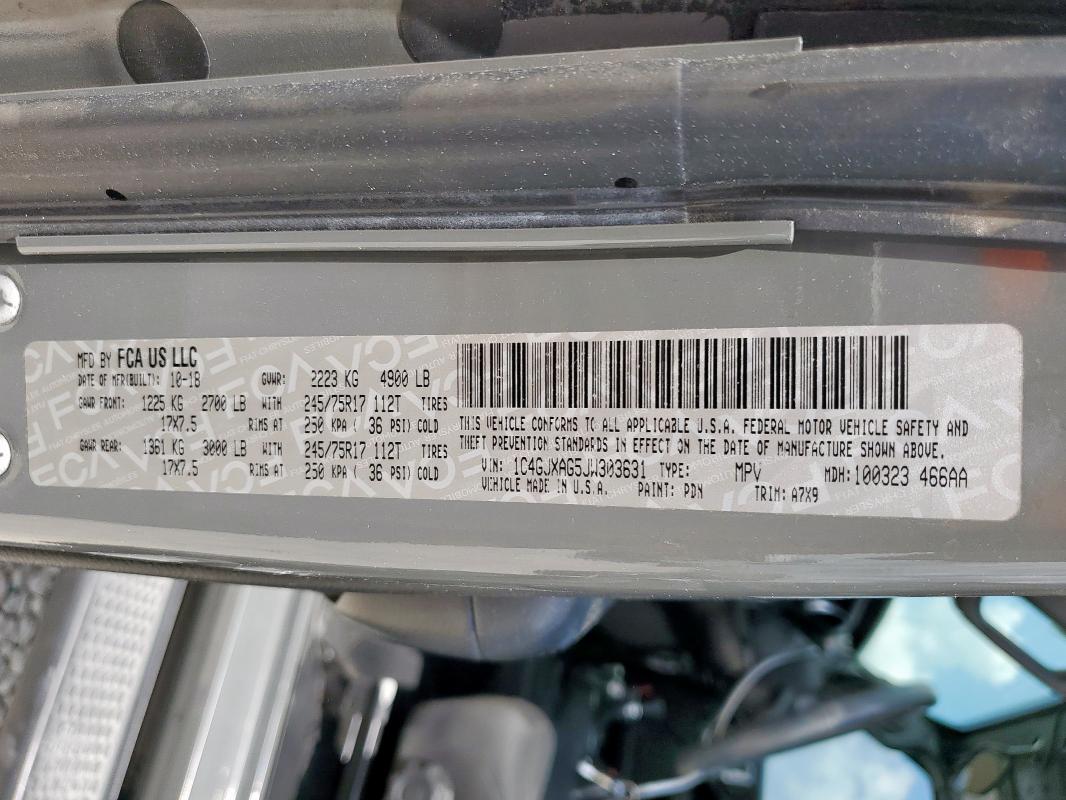 MFD BY FCA US LLC
DATE OF MFR(BUILT): 10-18 GVWR: 2223 KG 4900 LB
GAWR FRONT: 1225 KG 2700 LB WITH 245/75R17 112T TIRES
17X7.5 RIMS AT 250 KPA ( 36 PSI) COLD
GAWR REAR: 1361 KG 3000 LB WITH 245/75R17 112T TIRES
17X7.5 RIMS AT 250 KPA ( 36 PSI) COLD
THIS VEHICLE CONFORMS TO ALL APPLICABLE U.S.A. FEDERAL MOTOR VEHICLE SAFETY AND
THEFT PREVENTION STANDARDS IN EFFECT ON THE DATE OF MANUFACTURE SHOWN ABOVE.
VIN: 1C4GJXAG5JW303631 TYPE: MPV MDH: 100323 466AA
VEHICLE MADE IN U.S.A. PAINT: PDN TRIM: A7X9